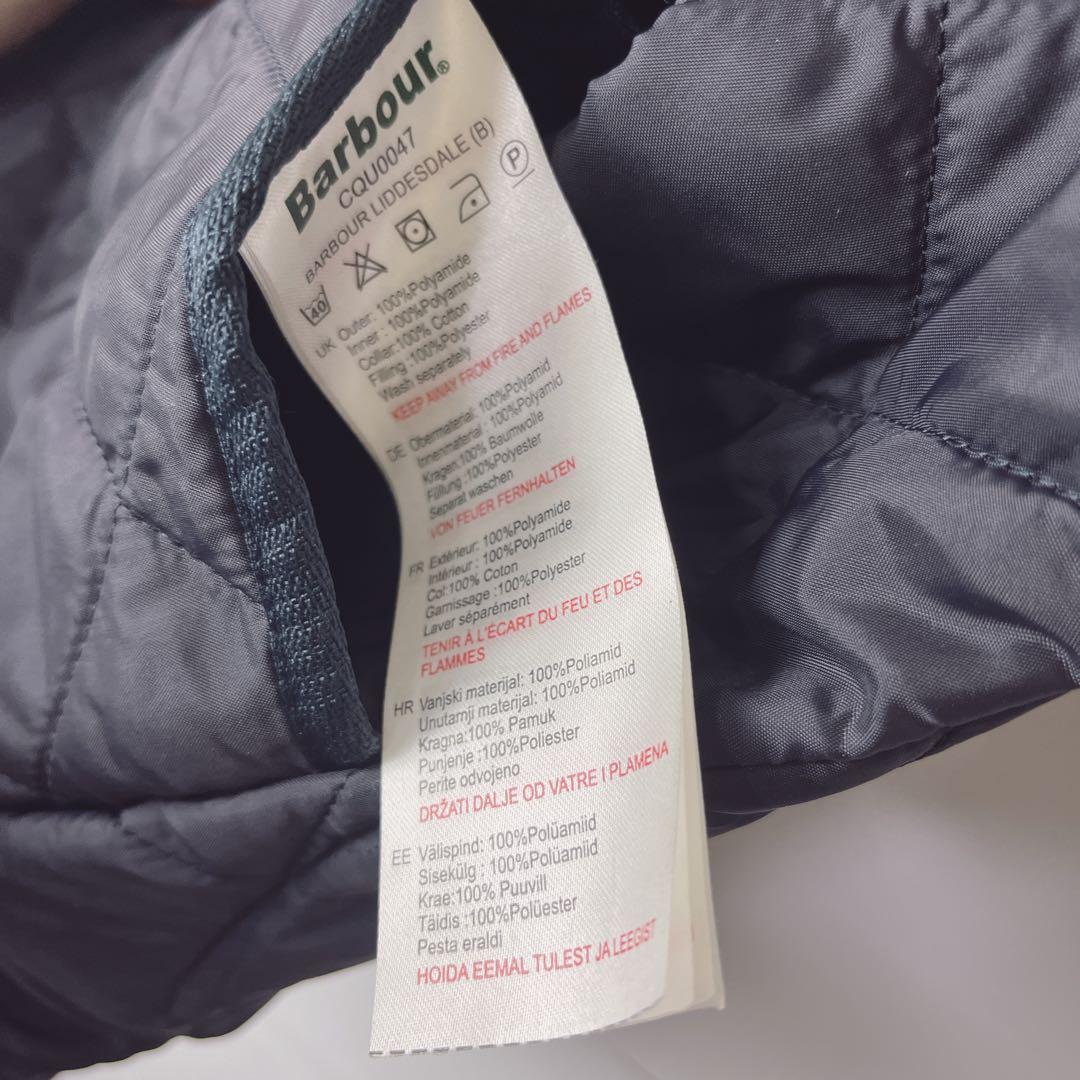 Barbour®
CQU0047
BARBOUR LIDDESDALE (B)
40 P
UK Outer: 100%Polyamide
Inner : 100%Polyamide
Collar:100% Cotton
Filling :100%Polyester
Wash separately
KEEP AWAY FROM FIRE AND FLAMES
DE Obermaterial: 100%Polyamid
Innenmaterial : 100%Polyamid
Kragen:100% Baumwolle
Füllung :100%Polyester
Separat waschen
VON FEUER FERNHALTEN
FR Extérieur: 100%Polyamide
Intérieur : 100%Polyamide
Col:100% Coton
Garnissage :100%Polyester
Laver séparément
TENIR À L'ÉCART DU FEU ET DES
FLAMMES
HR Vanjski materijal: 100%Poliamid
Unutarnji materijal : 100%Poliamid
Kragna:100% Pamuk
Punjenje :100%Poliester
Perite odvojeno
DRŽATI DALJE OD VATRE I PLAMENA
EE Välispind: 100%Polüamiid
Sisekülg : 100%Polüamiid
Krae:100% Puuvill
Täidis :100%Polüester
Pesta eraldi
HOIDA EEMAL TULEST JA LEEGIST